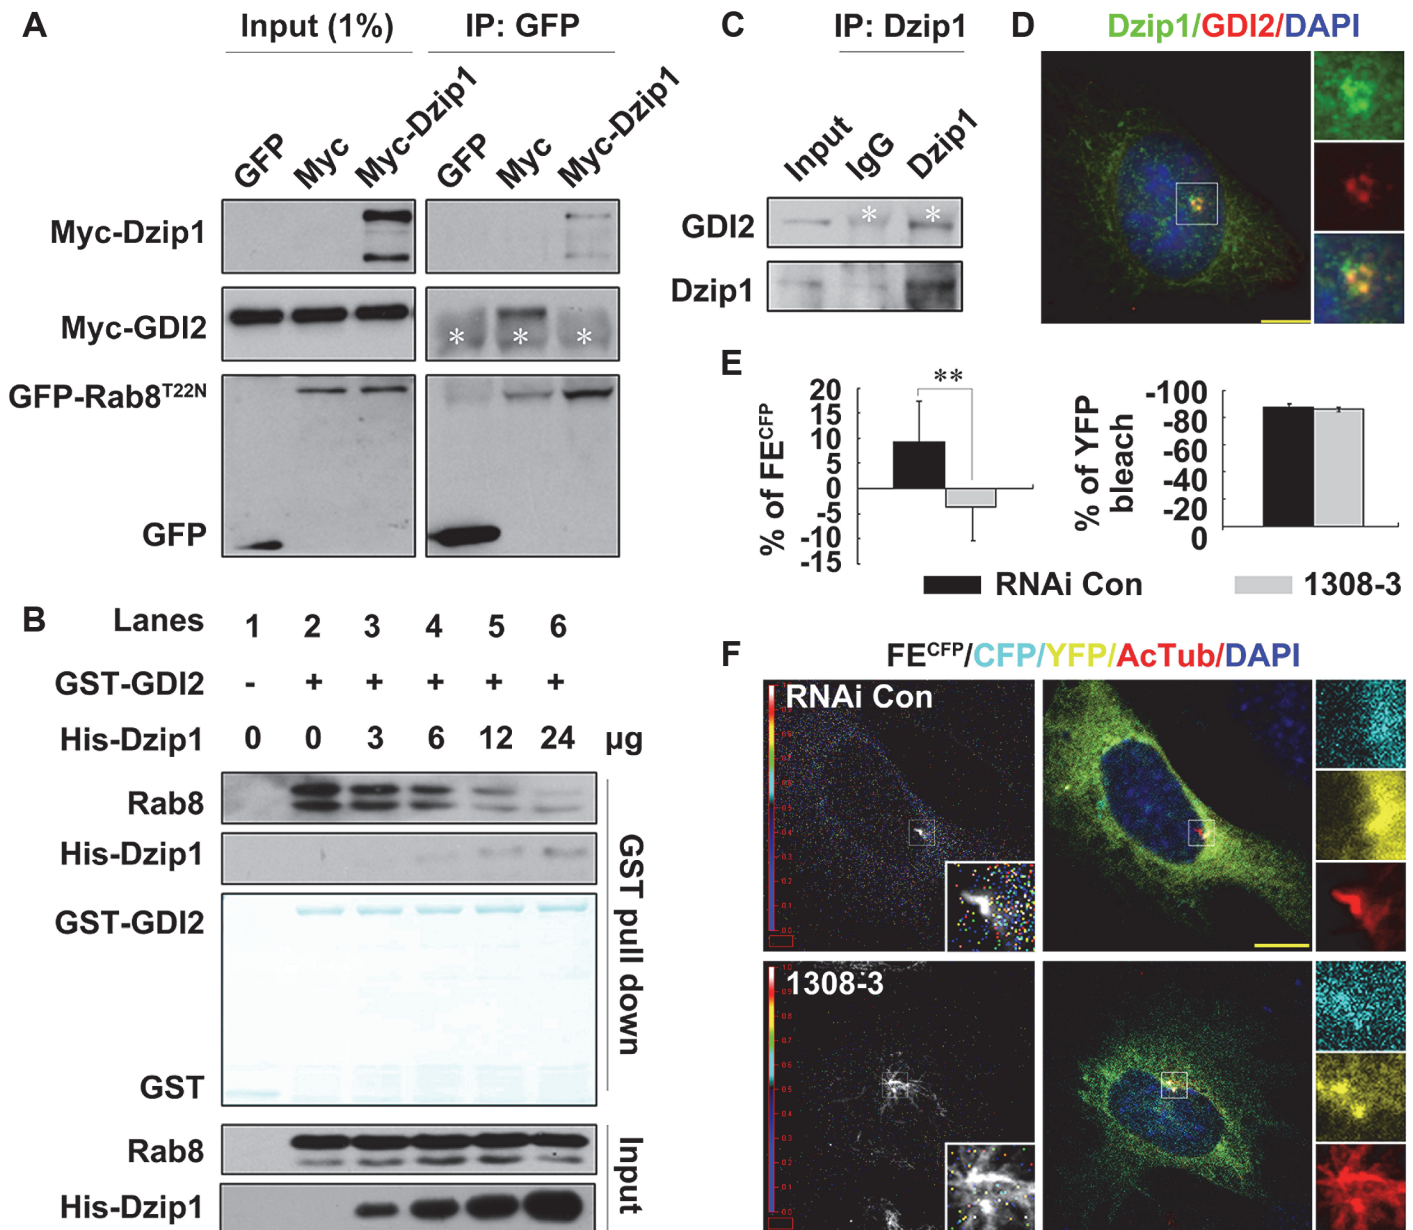 A
Input (1%)
IP: GFP
GFP
Myc
Myc-Dzip1
GFP
Myc
Myc-Dzip1
Myc-Dzip1
Myc-GDI2
* * *
GFP-Rab8T22N
GFP
B
Lanes 1 2 3 4 5 6
GST-GDI2 - + + + + +
His-Dzip1 0 0 3 6 12 24 µg
Rab8
His-Dzip1
GST-GDI2
GST
GST pull down
Rab8
His-Dzip1
Input
C
IP: Dzip1
Input
IgG
Dzip1
GDI2
* *
Dzip1
D
Dzip1/GDI2/DAPI
E
% of FECFP
20
15
10
5
0
-5
-10
-15
**
% of YFP
bleach
-100
-80
-60
-40
-20
0
RNAi Con
1308-3
F
FECFP/CFP/YFP/AcTub/DAPI
RNAi Con
1308-3